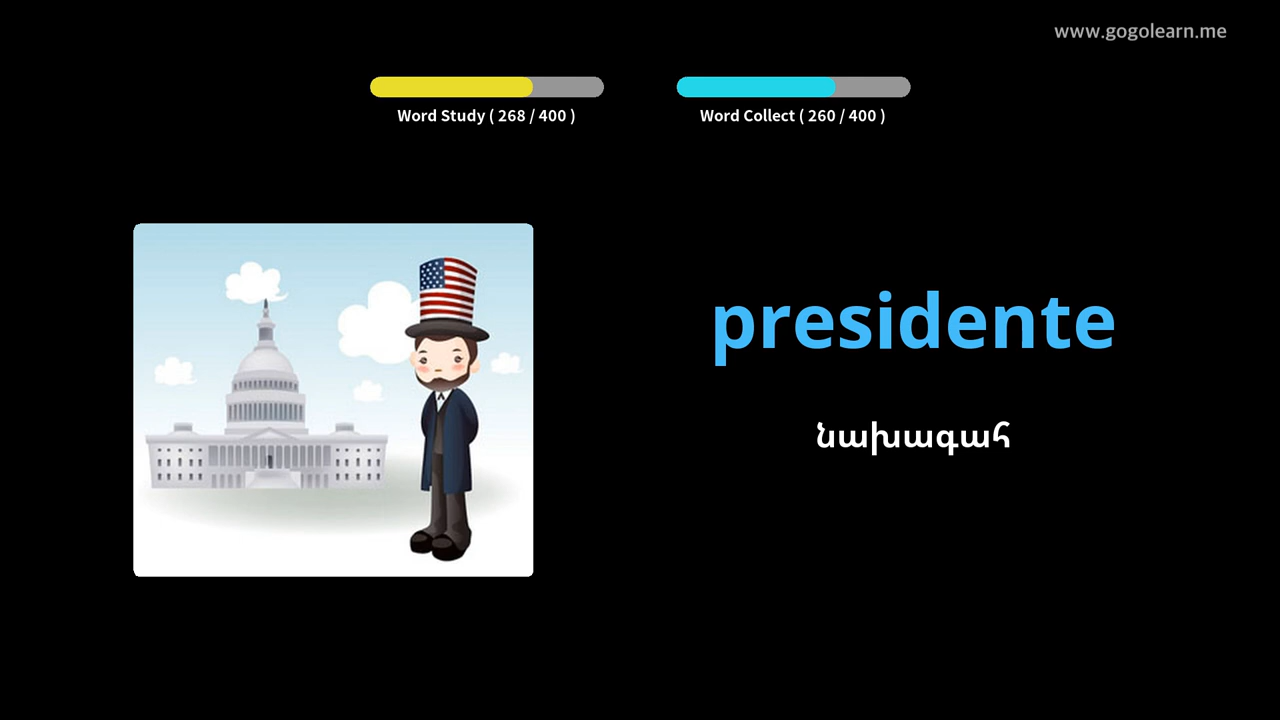 www.gogolearn.me
Word Study ( 268 / 400 )
Word Collect ( 260 / 400 )
presidente
նախագահ